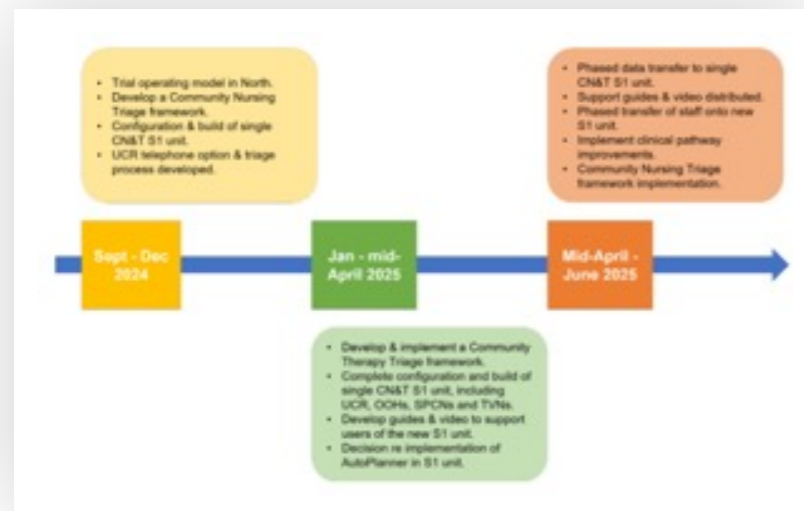 • Trial operating model in North.
• Develop a Community Nursing
Triage framework.
• Configuration & build of single
CN&T S1 unit.
• UCR telephone option & triage
process developed.
• Phased data transfer to single
CN&T S1 unit.
• Support guides & video distributed.
• Phased transfer of staff onto new
S1 unit.
• Implement clinical pathway
improvements.
• Community Nursing Triage
framework implementation.
Sept - Dec
2024
Jan - mid-
April 2025
Mid-April -
June 2025
• Develop & implement a Community
Therapy Triage framework.
• Complete configuration and build of
single CN&T S1 unit, including
UCR, OOHs, SPCNs and TVNs.
• Develop guides & video to support
users of the new S1 unit.
• Decision re implementation of
AutoPlanner in S1 unit.